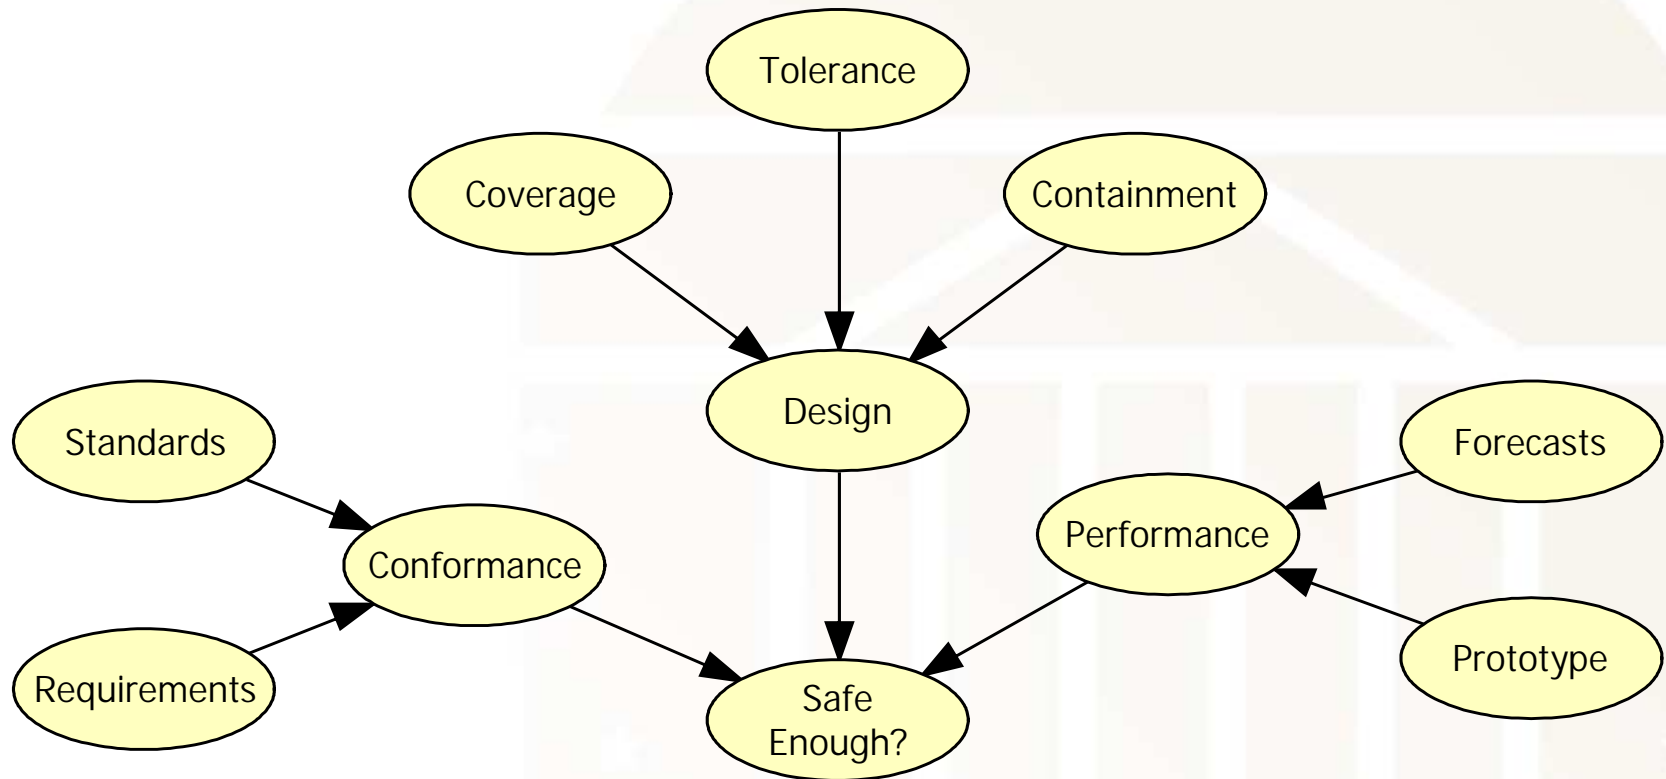 Tolerance
Coverage
Containment
Design
Standards
Forecasts
Performance
Conformance
Prototype
Requirements
Safe
Enough?